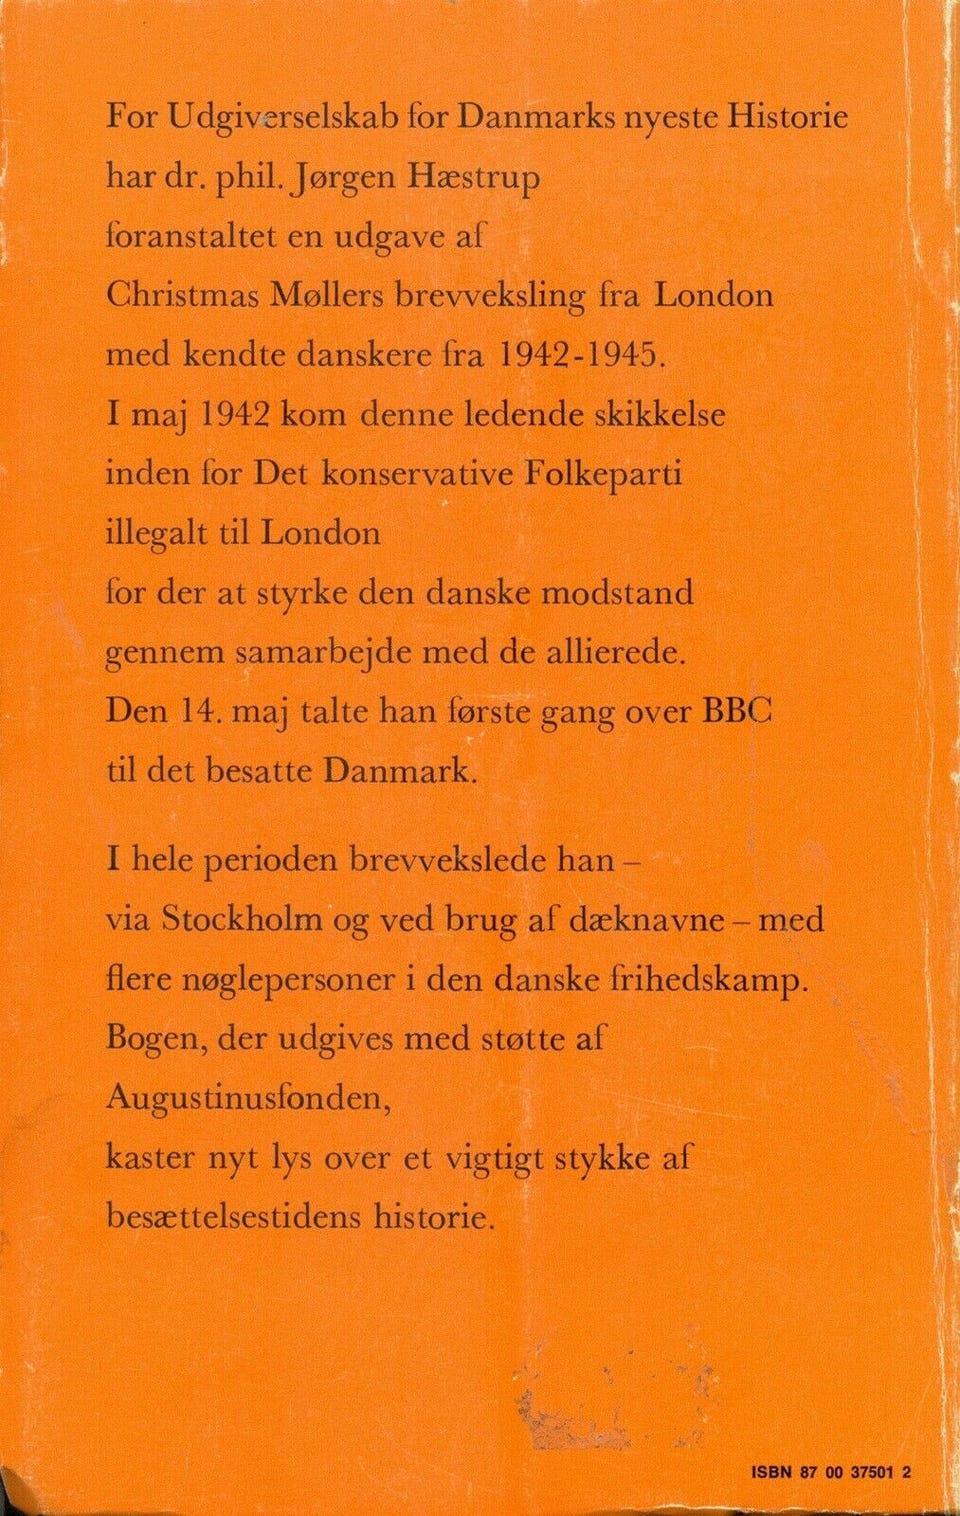 For Udgiverselskab for Danmarks nyeste Historie
har dr. phil. Jørgen Hæstrup
foranstaltet en udgave af
Christmas Møllers brevveksling fra London
med kendte danskere fra 1942-1945.
I maj 1942 kom denne ledende skikkelse
inden for Det konservative Folkeparti
illegalt til London
for der at styrke den danske modstand
gennem samarbejde med de allierede.
Den 14. maj talte han første gang over BBC
til det besatte Danmark.
I hele perioden brevvekslede han –
via Stockholm og ved brug af dæknavne – med
flere nøglepersoner i den danske frihedskamp.
Bogen, der udgives med støtte af
Augustinusfonden,
kaster nyt lys over et vigtigt stykke af
besættelsestidens historie.
ISBN 87 00 37501 2